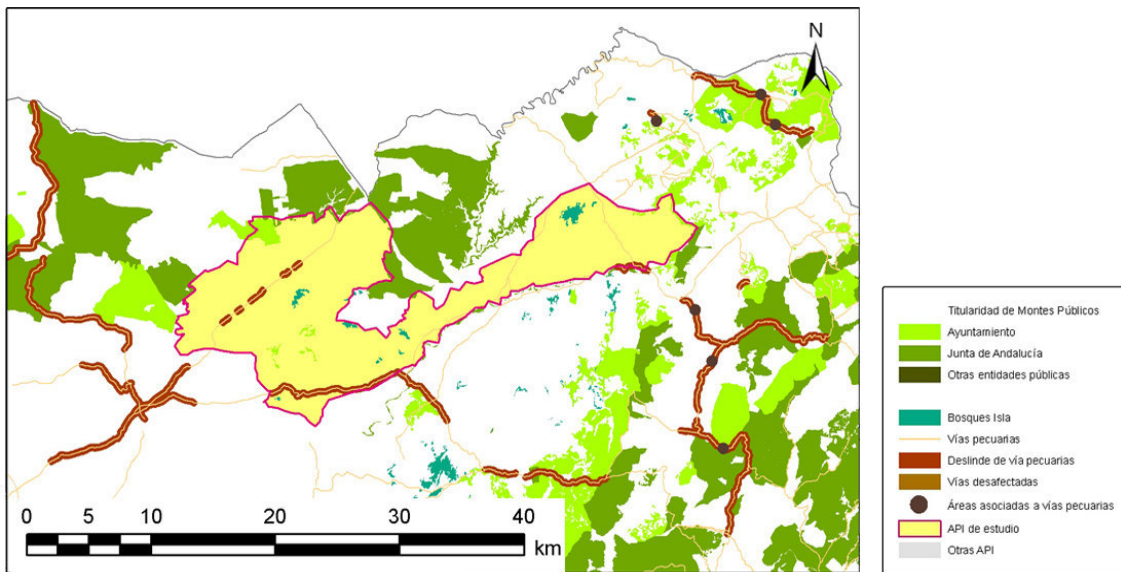 N
0 5 10 20 30 40
km
Titularidad de Montes Públicos
Ayuntamiento
Junta de Andalucía
Otras entidades públicas
Bosques Isla
Vías pecuarias
Deslinde de vía pecuarias
Vías desafectadas
Áreas asociadas a vías pecuarias
API de estudio
Otras API